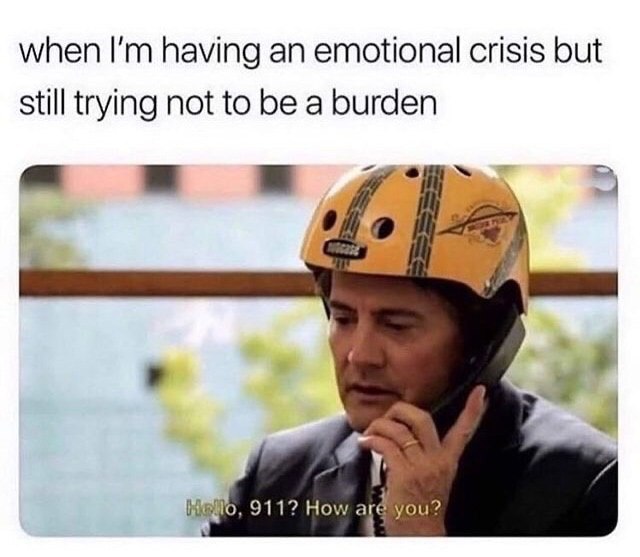 when I'm having an emotional crisis but
still trying not to be a burden
Hello, 911? How are you?